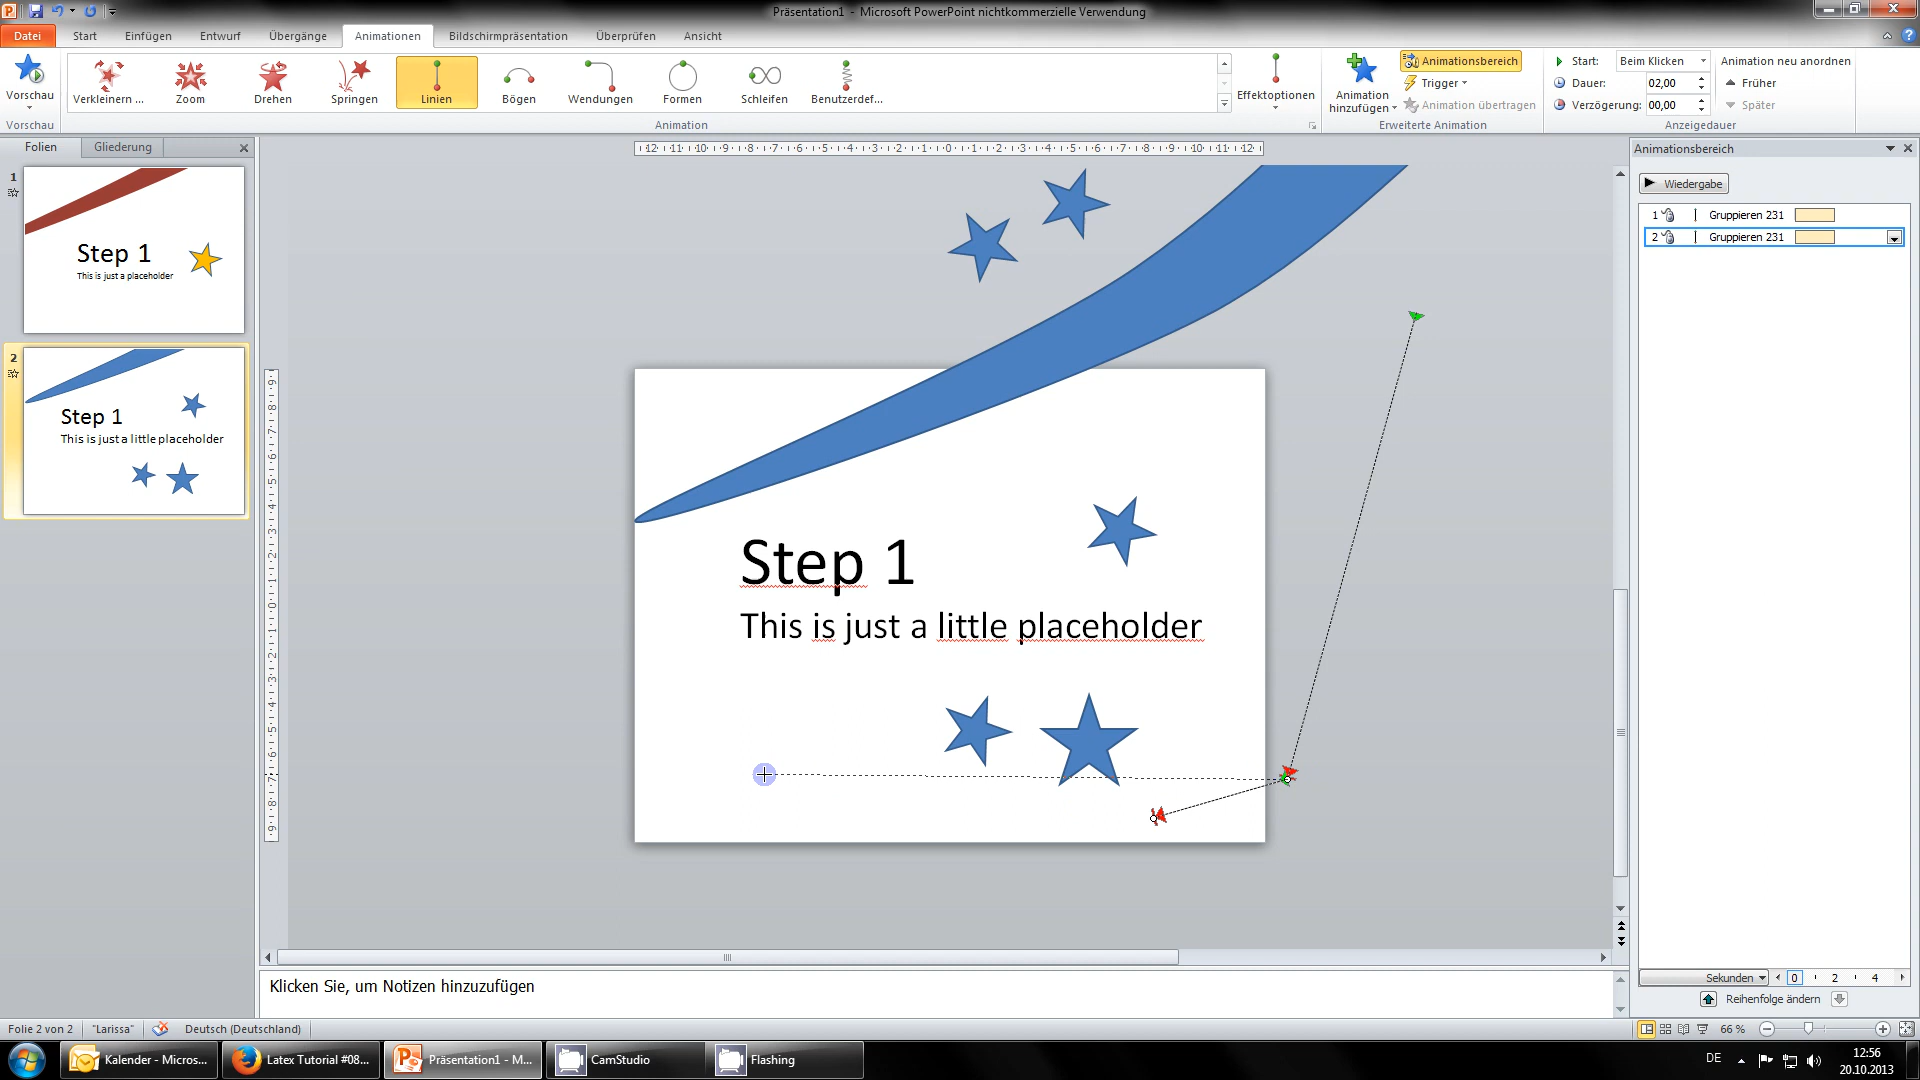 Präsentation1 - Microsoft PowerPoint nichtkommerzielle Verwendung
Datei Start Einfügen Entwurf Übergänge Animationen Bildschirmpräsentation Überprüfen Ansicht
Vorschau
Verkleinern ... Zoom Drehen Springen Linien Bögen Wendungen Formen Schleifen Benutzerdef...
Effektoptionen
Animation hinzufügen
Animationsbereich
Trigger
Animation übertragen
Start: Beim Klicken
Dauer: 02,00
Verzögerung: 00,00
Animation neu anordnen
Früher
Später
Vorschau Animation Erweiterte Animation Anzeigedauer
Folien Gliederung
1
Step 1
This is just a placeholder
2
Step 1
This is just a little placeholder
Step 1
This is just a little placeholder
Animationsbereich
Wiedergabe
1 Gruppieren 231
2 Gruppieren 231
Sekunden 0 2 4
Reihenfolge ändern
Klicken Sie, um Notizen hinzuzufügen
Folie 2 von 2 "Larissa" Deutsch (Deutschland) 66 %
Kalender - Micros... Latex Tutorial #08... Präsentation1 - M... CamStudio Flashing
DE 12:56
20.10.2013